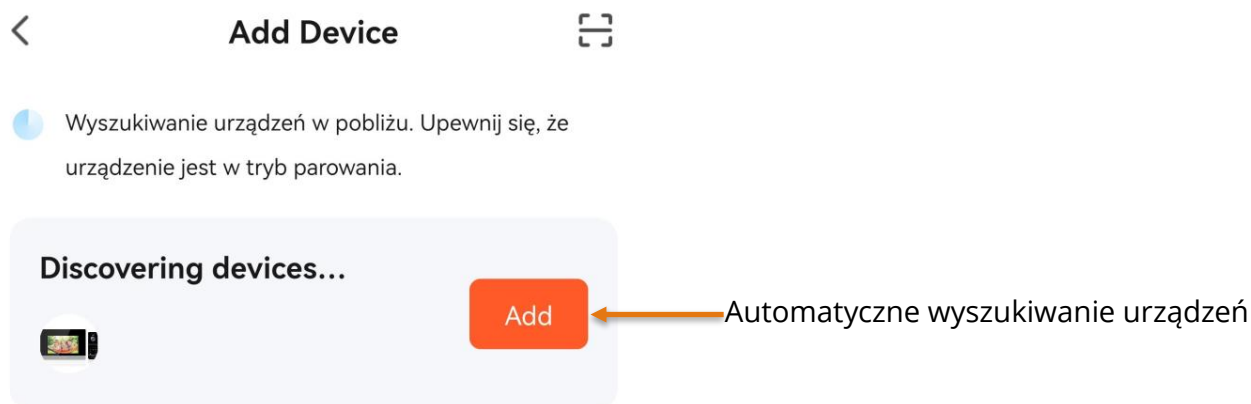 Add Device
Wyszukiwanie urządzeń w pobliżu. Upewnij się, że
urządzenie jest w tryb parowania.
Discovering devices...
Add
Automatyczne wyszukiwanie urządzeń